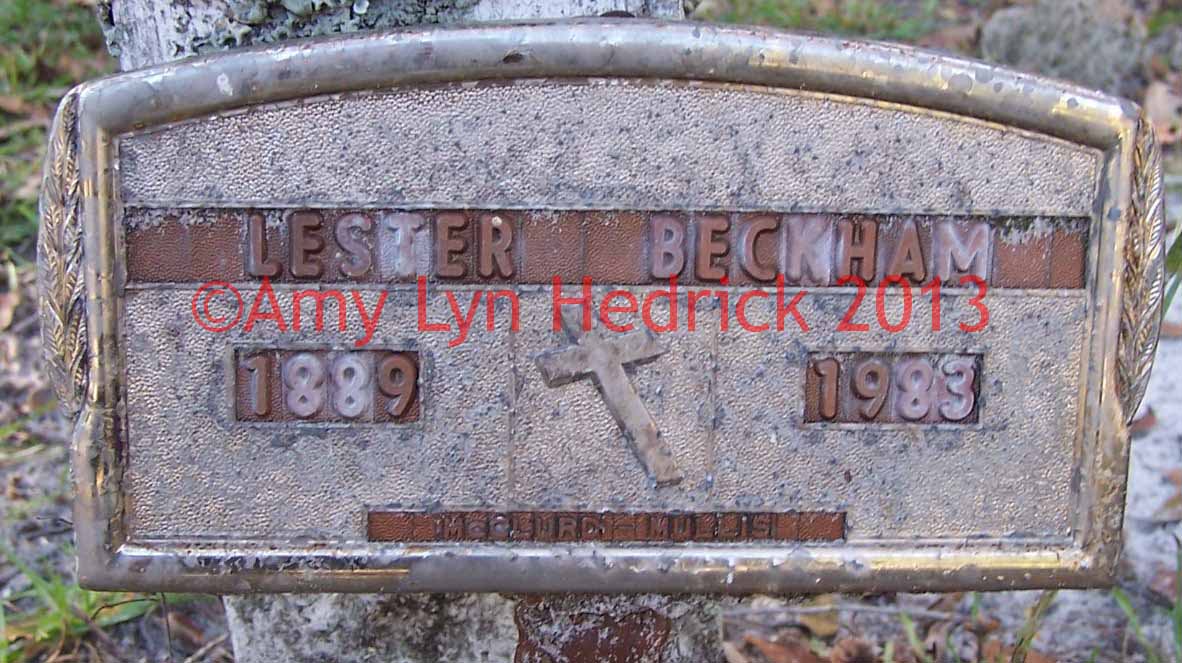 LESTER BECKHAM
©Amy Lyn Hedrick 2013
1889 1983